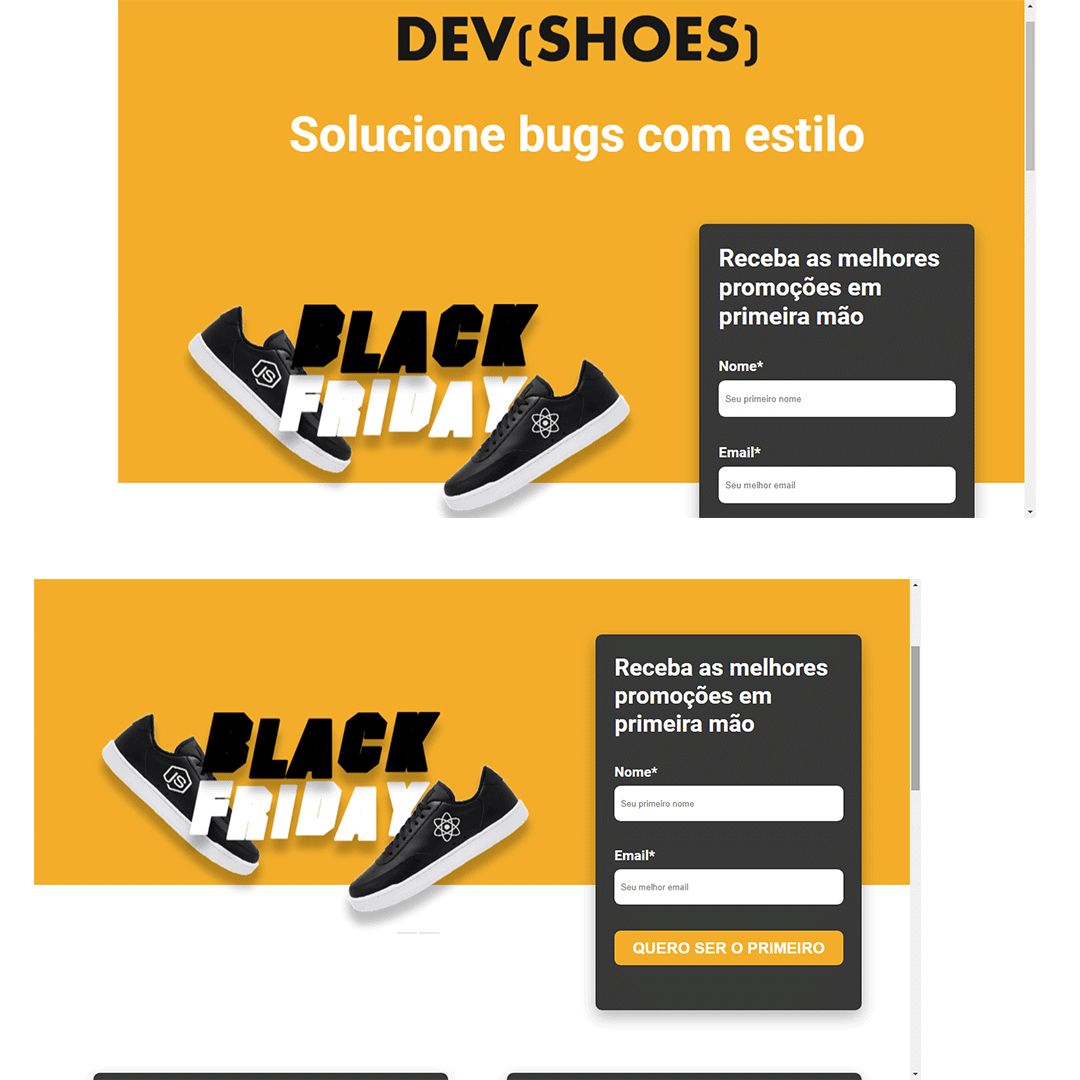 DEV{SHOES}
Solucione bugs com estilo
Receba as melhores
promoções em
primeira mão
Nome*
Seu primeiro nome
Email*
Seu melhor email
BLACK
FRIDAY
JS
Receba as melhores
promoções em
primeira mão
Nome*
Seu primeiro nome
Email*
Seu melhor email
QUERO SER O PRIMEIRO
BLACK
FRIDAY
JS